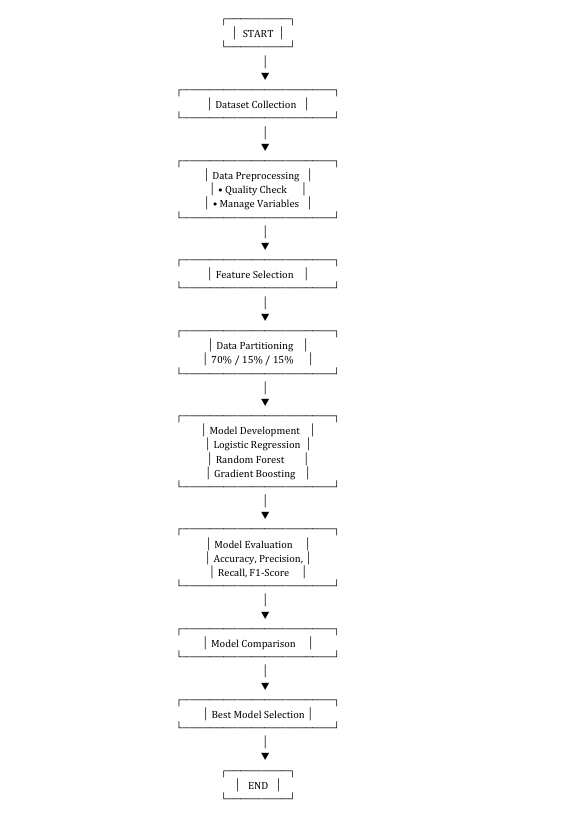 START
Dataset Collection
Data Preprocessing
• Quality Check
• Manage Variables
Feature Selection
Data Partitioning
70% / 15% / 15%
Model Development
Logistic Regression
Random Forest
Gradient Boosting
Model Evaluation
Accuracy, Precision,
Recall, F1-Score
Model Comparison
Best Model Selection
END